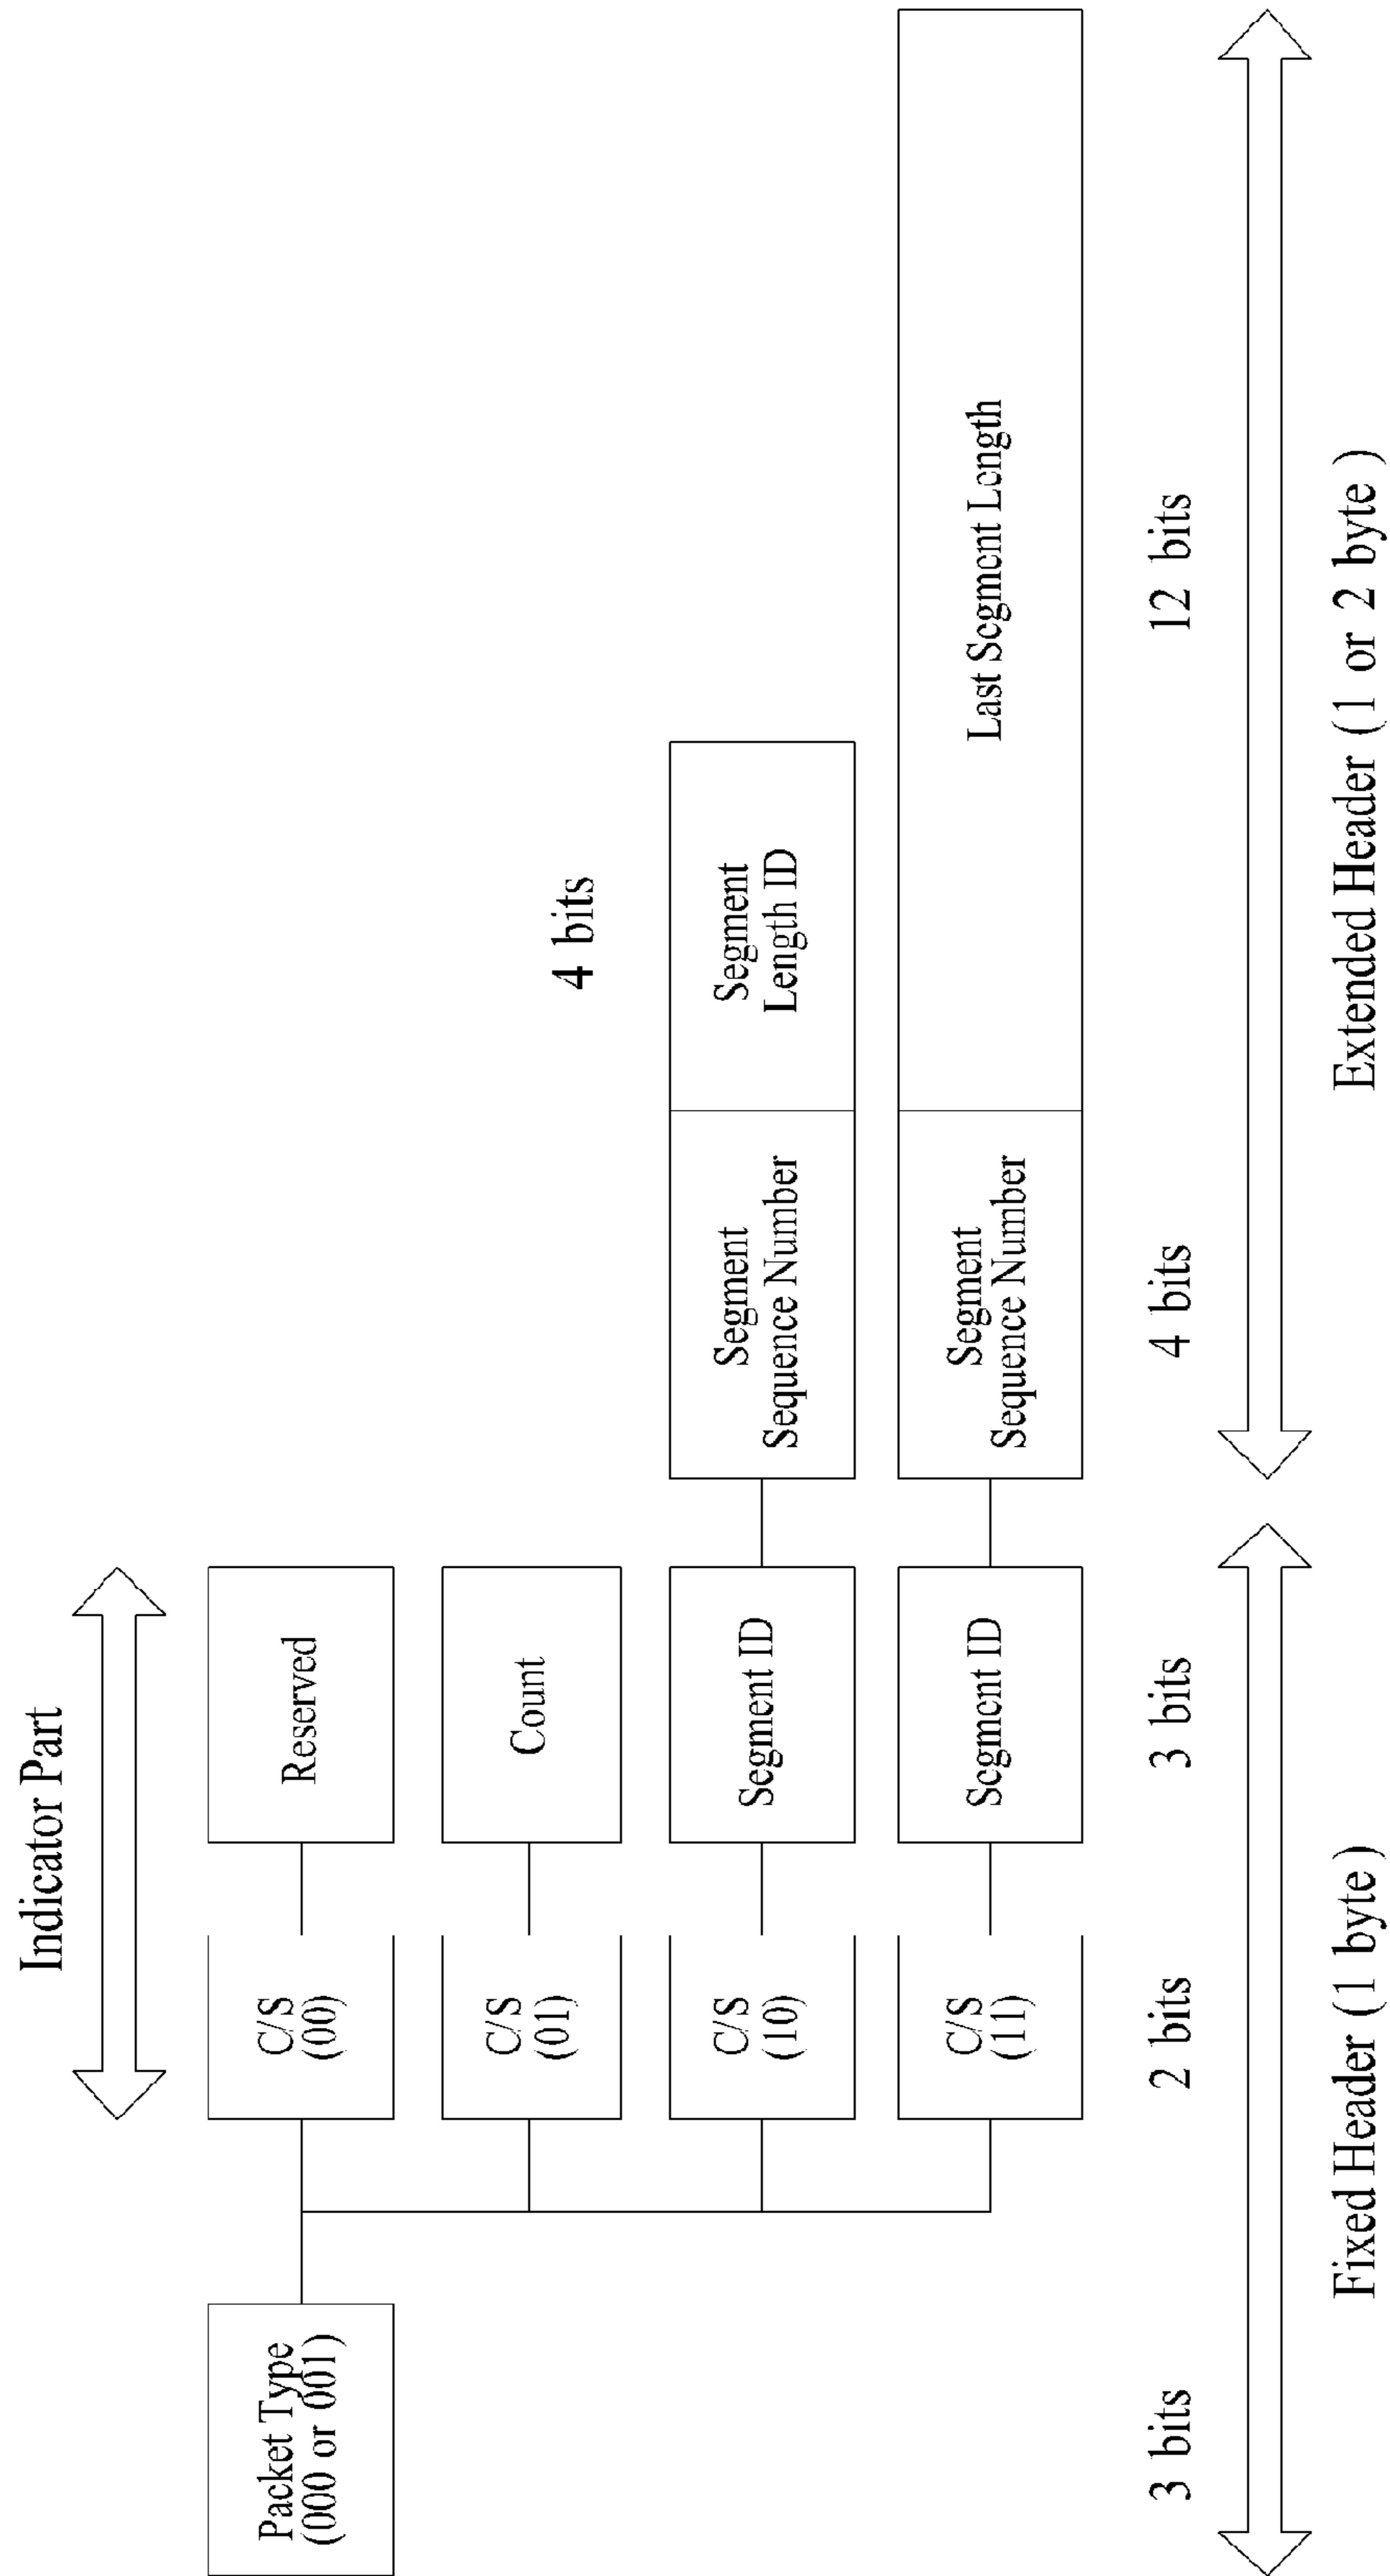 Indicator Part
Packet Type
(000 or 001)
C/S
(00)
Reserved
C/S
(01)
Count
4 bits
C/S
(10)
Segment ID
Segment
Sequence Number
Segment
Length ID
C/S
(11)
Segment ID
Segment
Sequence Number
Last Segment Length
3 bits
2 bits
3 bits
4 bits
12 bits
Fixed Header (1 byte )
Extended Header (1 or 2 byte )